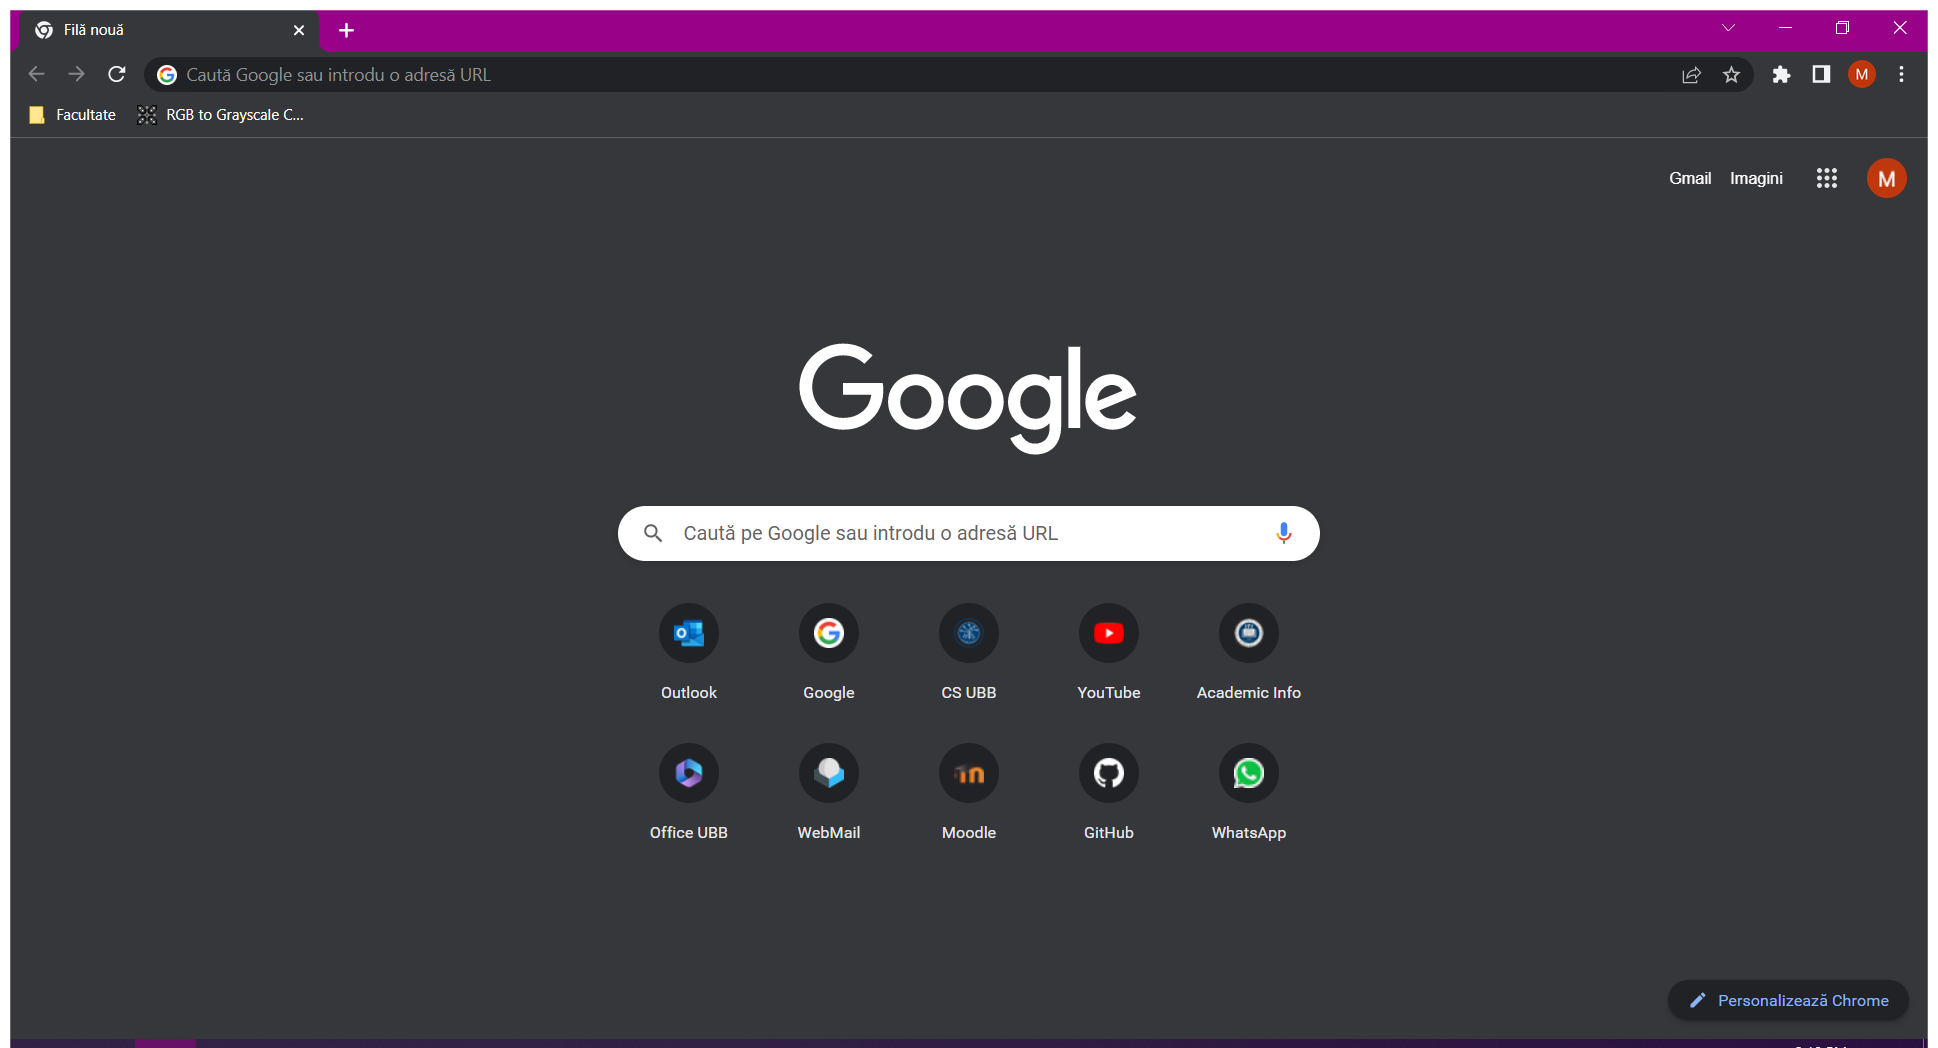 Filă nouă
Caută Google sau introdu o adresă URL
M
Facultate
RGB to Grayscale C...
Gmail Imagini
M
Google
Caută pe Google sau introdu o adresă URL
Outlook Google CS UBB YouTube Academic Info
Office UBB WebMail Moodle GitHub WhatsApp
Personalizează Chrome